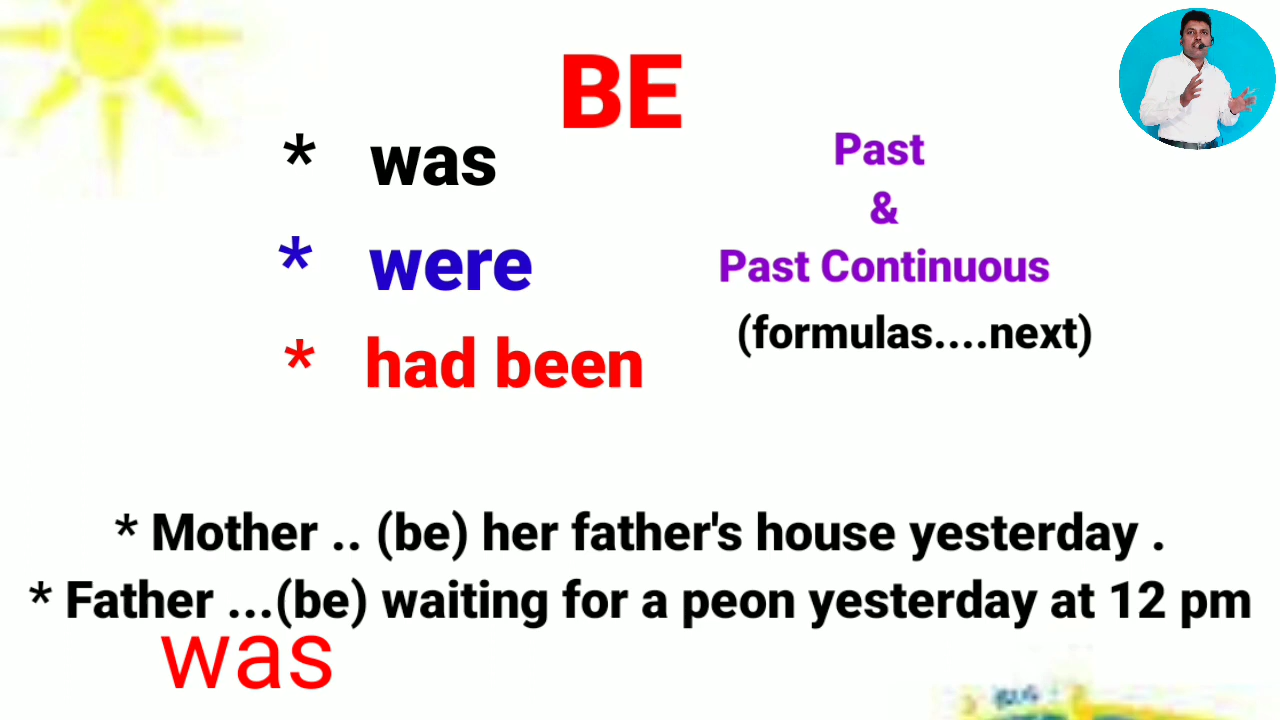 BE
* was
* were
* had been
Past
&
Past Continuous
(formulas....next)
* Mother .. (be) her father's house yesterday .
* Father ...(be) waiting for a peon yesterday at 12 pm
was